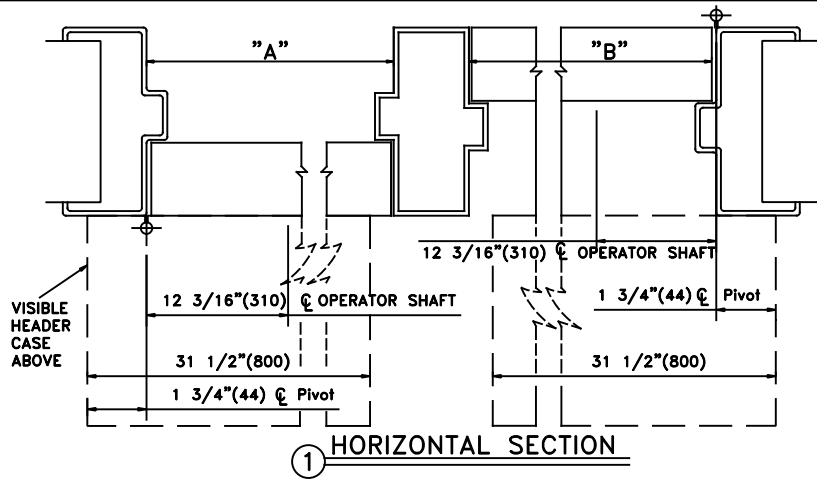 "A"
"B"
12 3/16"(310) ℄ OPERATOR SHAFT
1 3/4"(44) ℄ Pivot
VISIBLE
HEADER
CASE
ABOVE
12 3/16"(310) ℄ OPERATOR SHAFT
31 1/2"(800)
31 1/2"(800)
1 3/4"(44) ℄ Pivot
1 HORIZONTAL SECTION